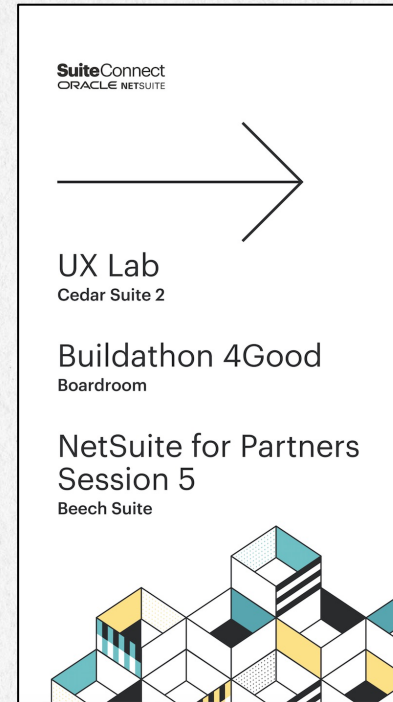 SuiteConnect
ORACLE NETSUITE
UX Lab
Cedar Suite 2
Buildathon 4Good
Boardroom
NetSuite for Partners
Session 5
Beech Suite